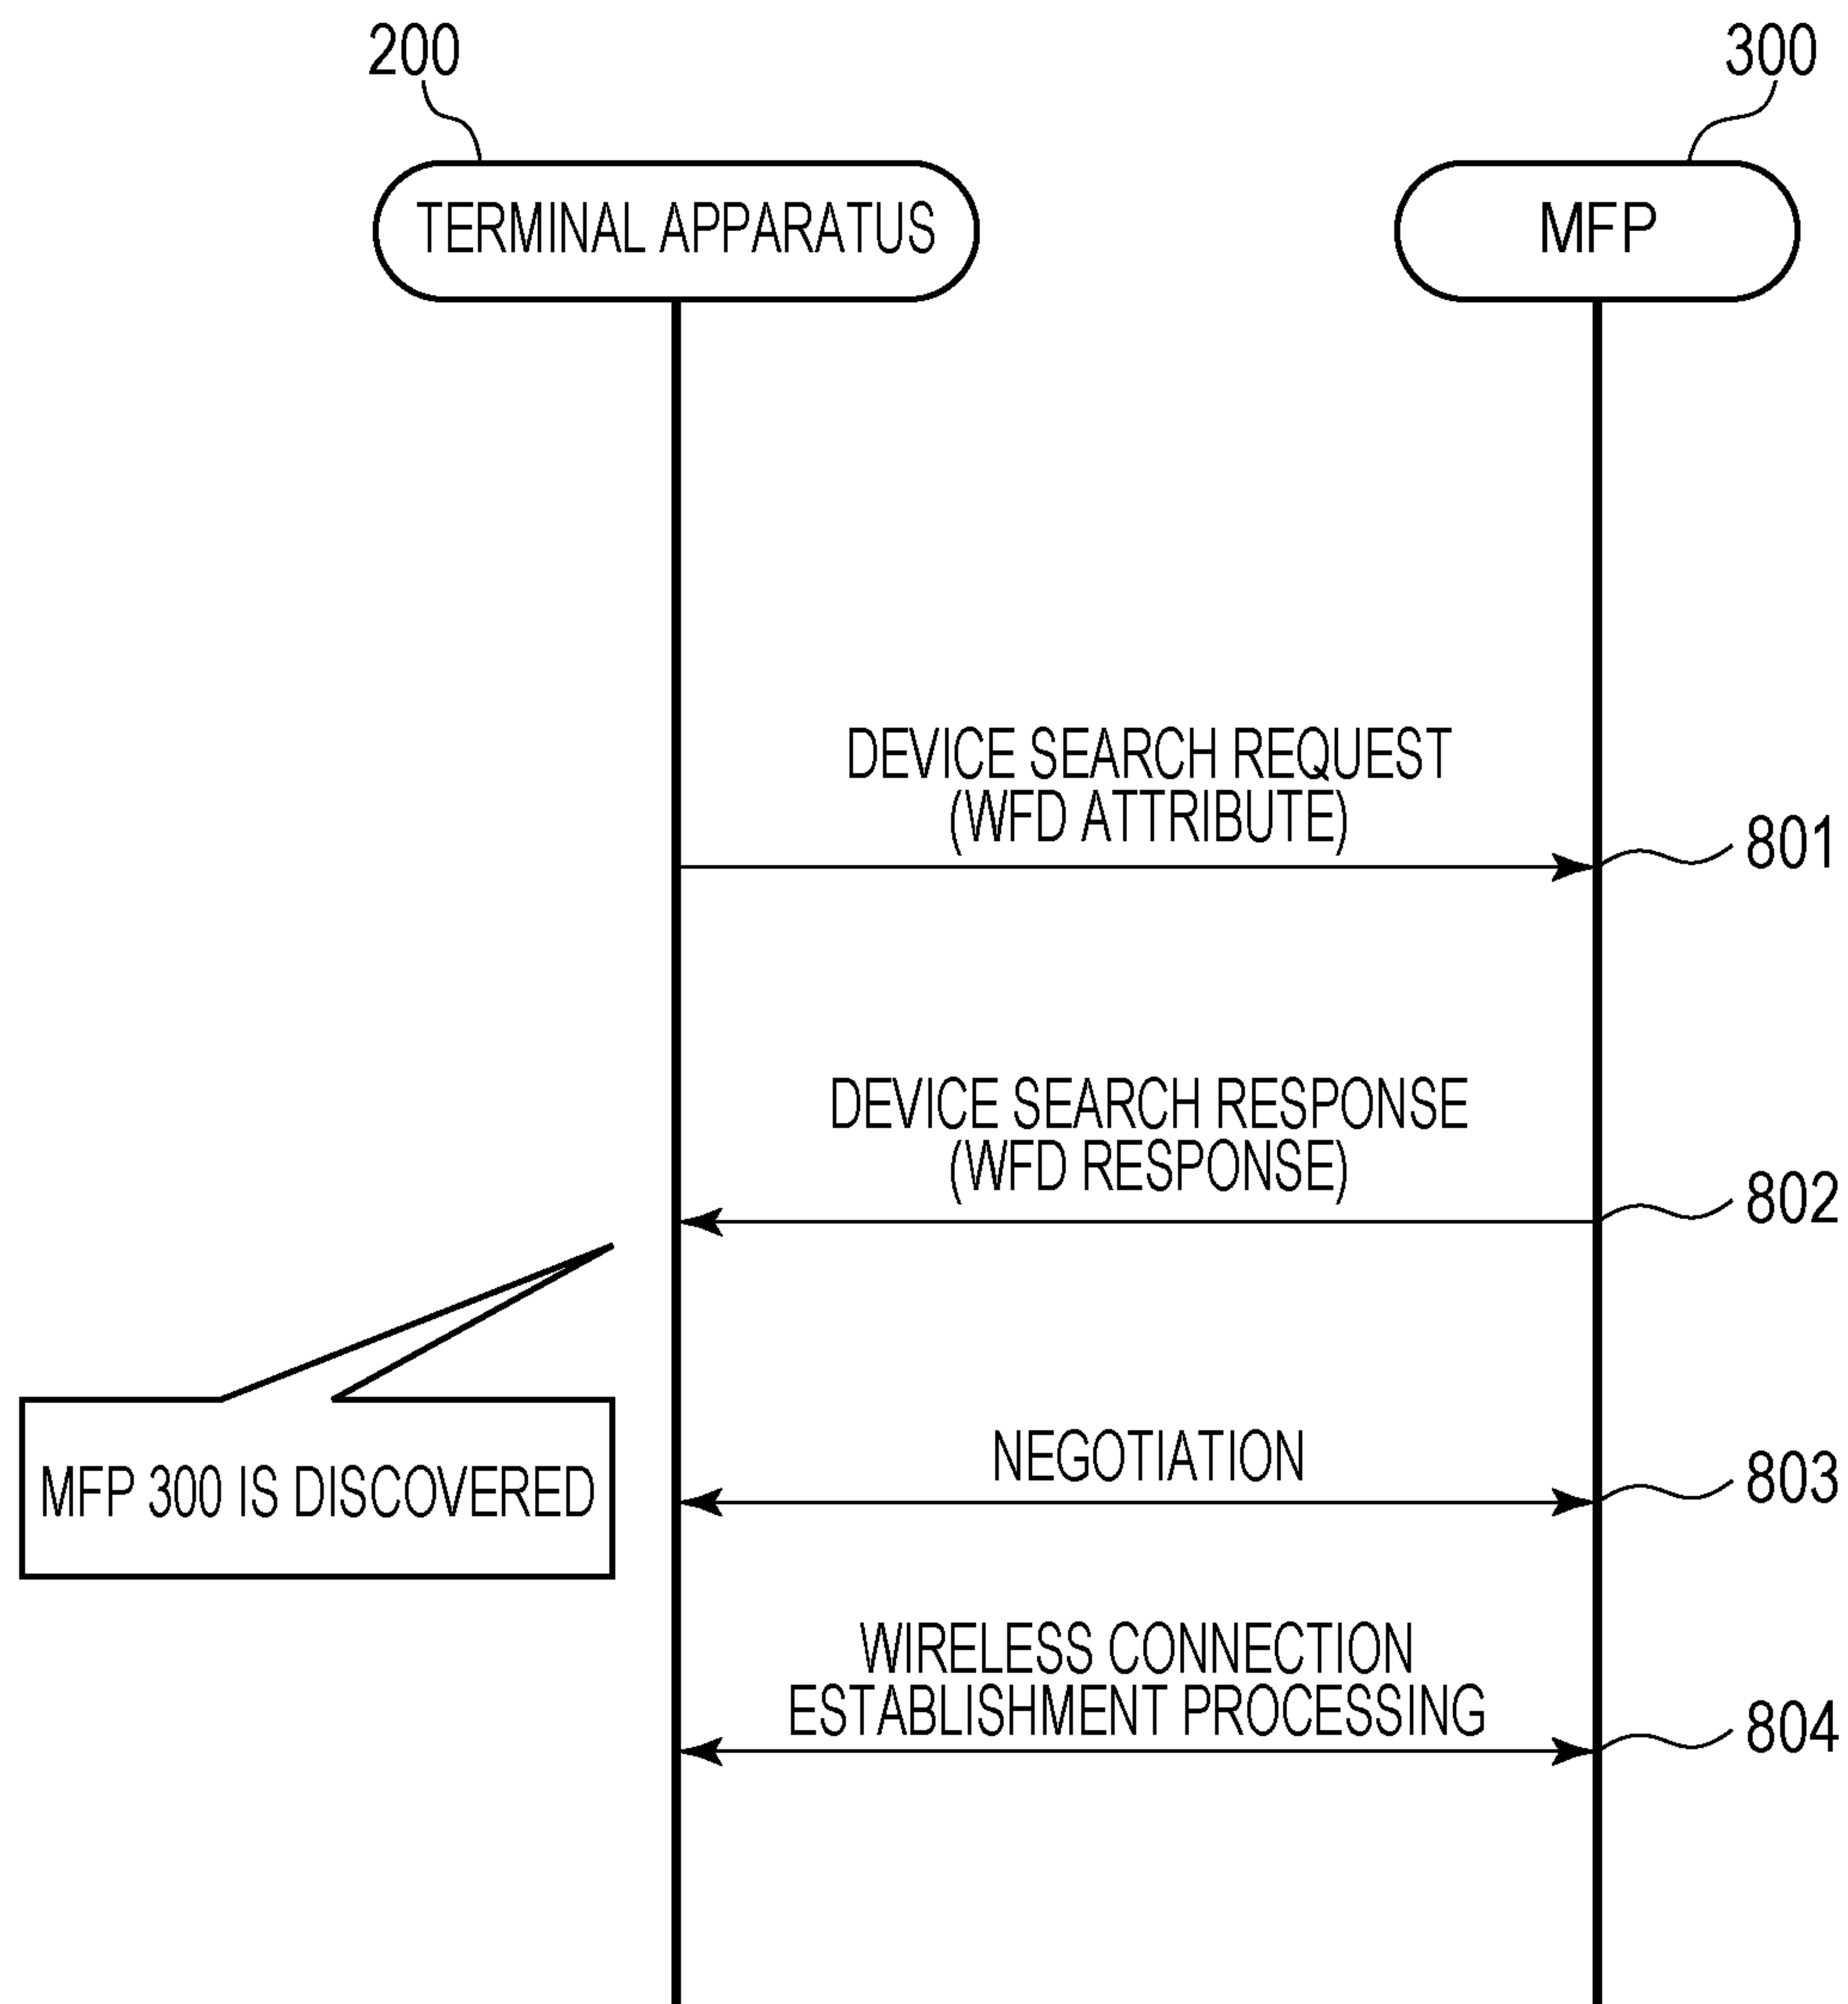 200
300
TERMINAL APPARATUS
MFP
DEVICE SEARCH REQUEST
(WFD ATTRIBUTE)
801
DEVICE SEARCH RESPONSE
(WFD RESPONSE)
802
MFP 300 IS DISCOVERED
NEGOTIATION
803
WIRELESS CONNECTION
ESTABLISHMENT PROCESSING
804